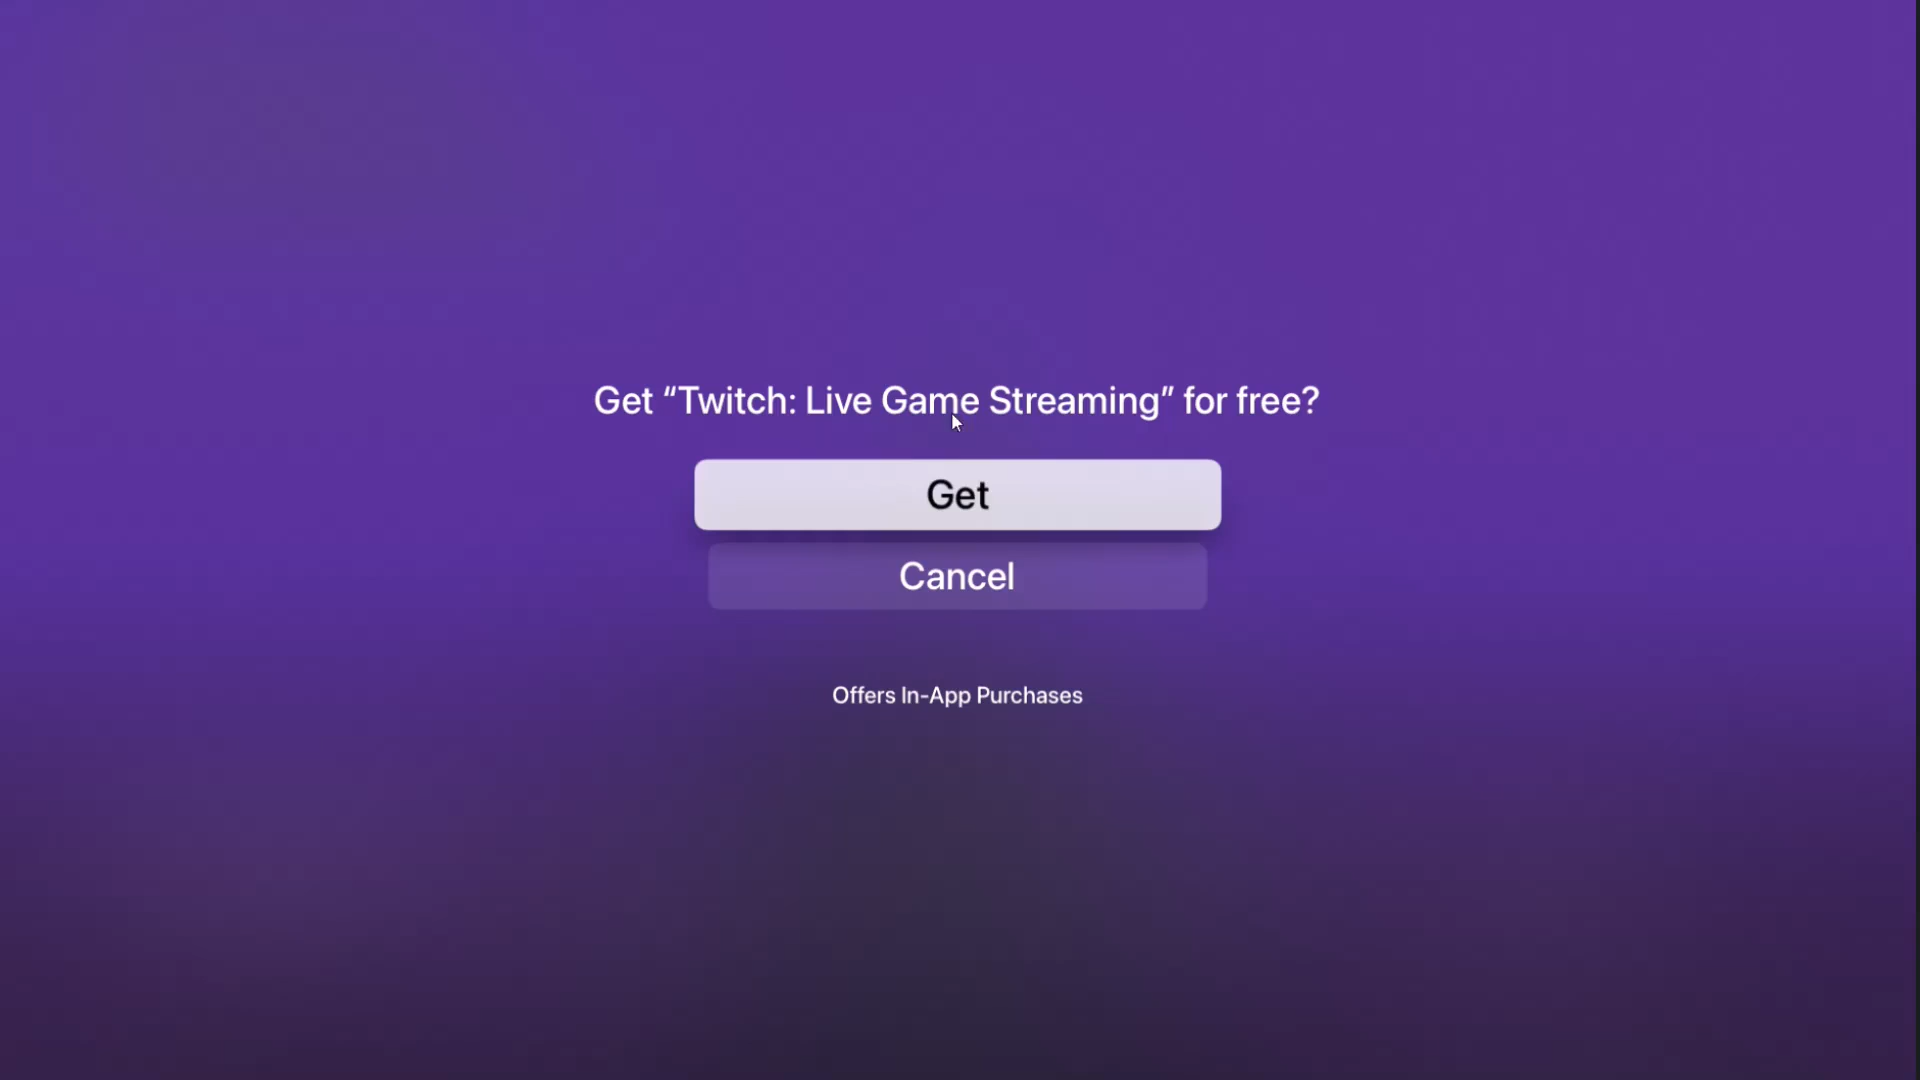 Get “Twitch: Live Game Streaming” for free?
Get
Cancel
Offers In-App Purchases